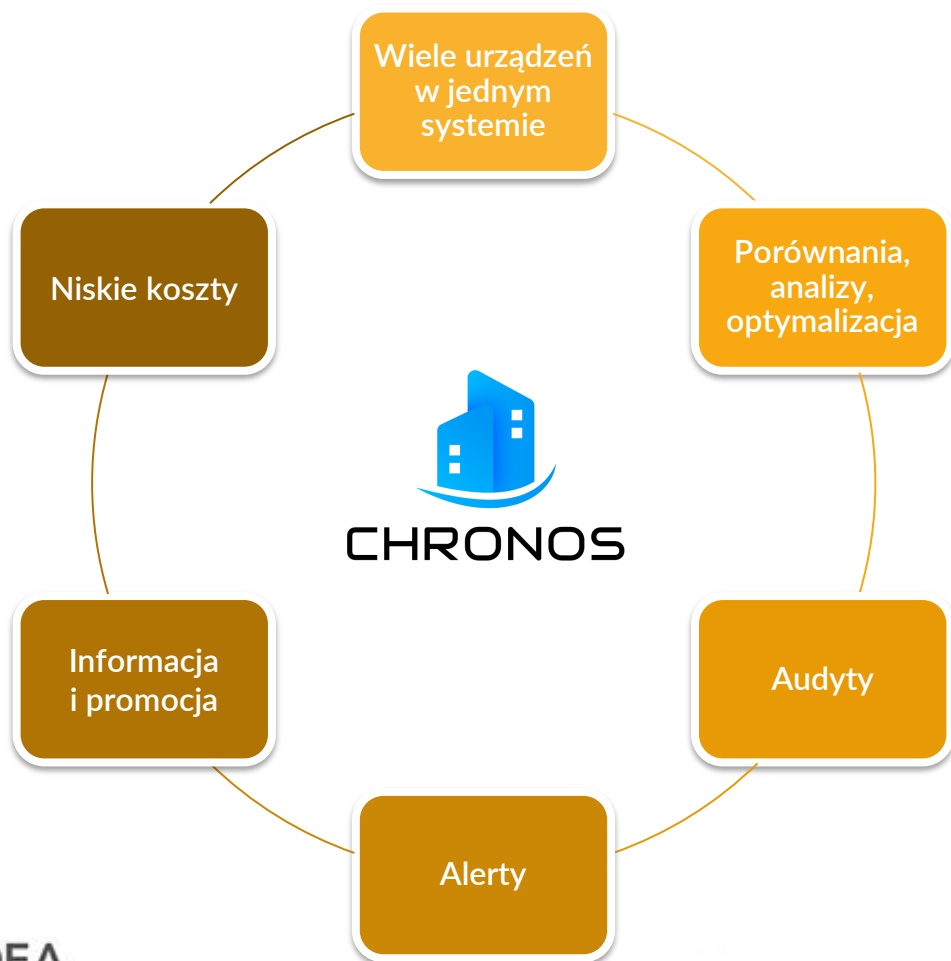 Wiele urządzeń
w jednym
systemie
Porównania,
analizy,
optymalizacja
Niskie koszty
CHRONOS
Informacja
i promocja
Audyty
Alerty